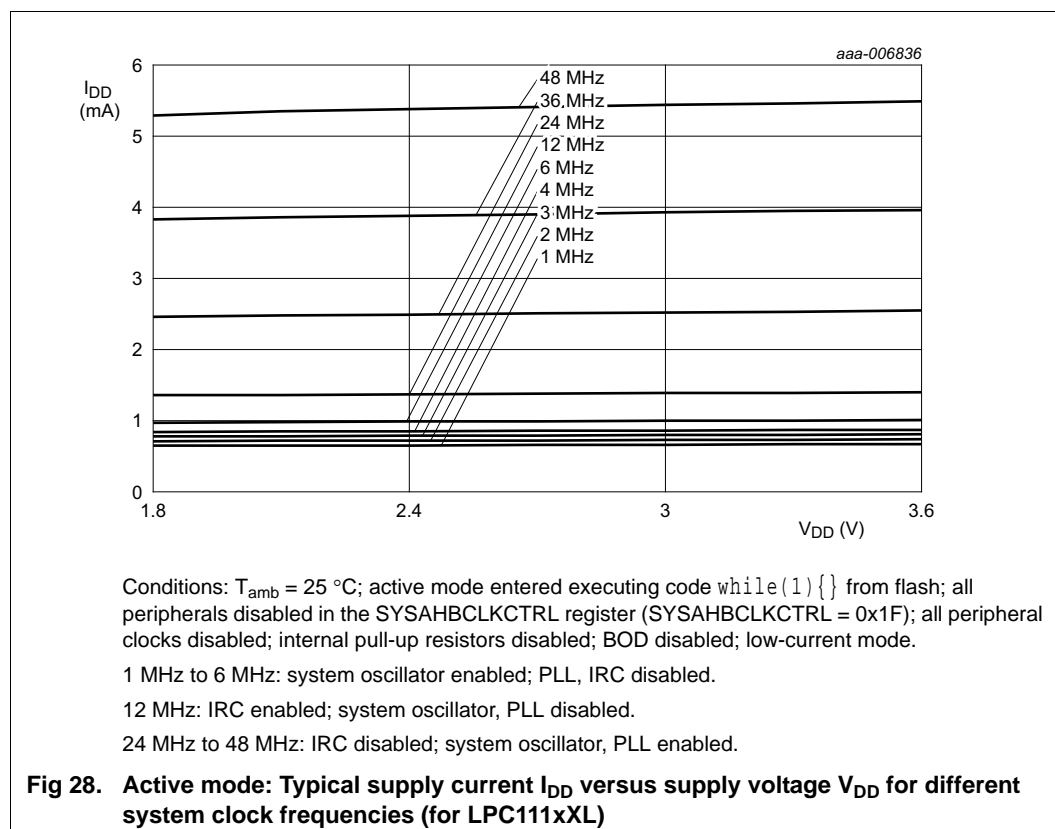 aaa-006836
6
I_DD
(mA)
5
4
3
2
1
0
48 MHz
36 MHz
24 MHz
12 MHz
6 MHz
4 MHz
3 MHz
2 MHz
1 MHz
1.8
2.4
3
3.6
V_DD (V)
Conditions: T_amb = 25 °C; active mode entered executing code while(1){} from flash; all
peripherals disabled in the SYSAHBCLKCTRL register (SYSAHBCLKCTRL = 0x1F); all peripheral
clocks disabled; internal pull-up resistors disabled; BOD disabled; low-current mode.
1 MHz to 6 MHz: system oscillator enabled; PLL, IRC disabled.
12 MHz: IRC enabled; system oscillator, PLL disabled.
24 MHz to 48 MHz: IRC disabled; system oscillator, PLL enabled.
Fig 28. Active mode: Typical supply current I_DD versus supply voltage V_DD for different
system clock frequencies (for LPC111xXL)